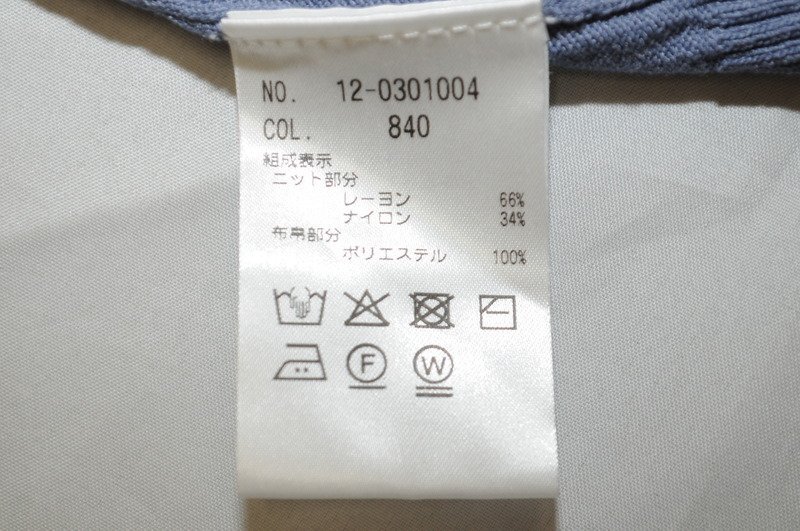 NO. 12-0301004
COL. 840
組成表示
ニット部分
レーヨン 66%
ナイロン 34%
布帛部分
ポリエステル 100%
F
W